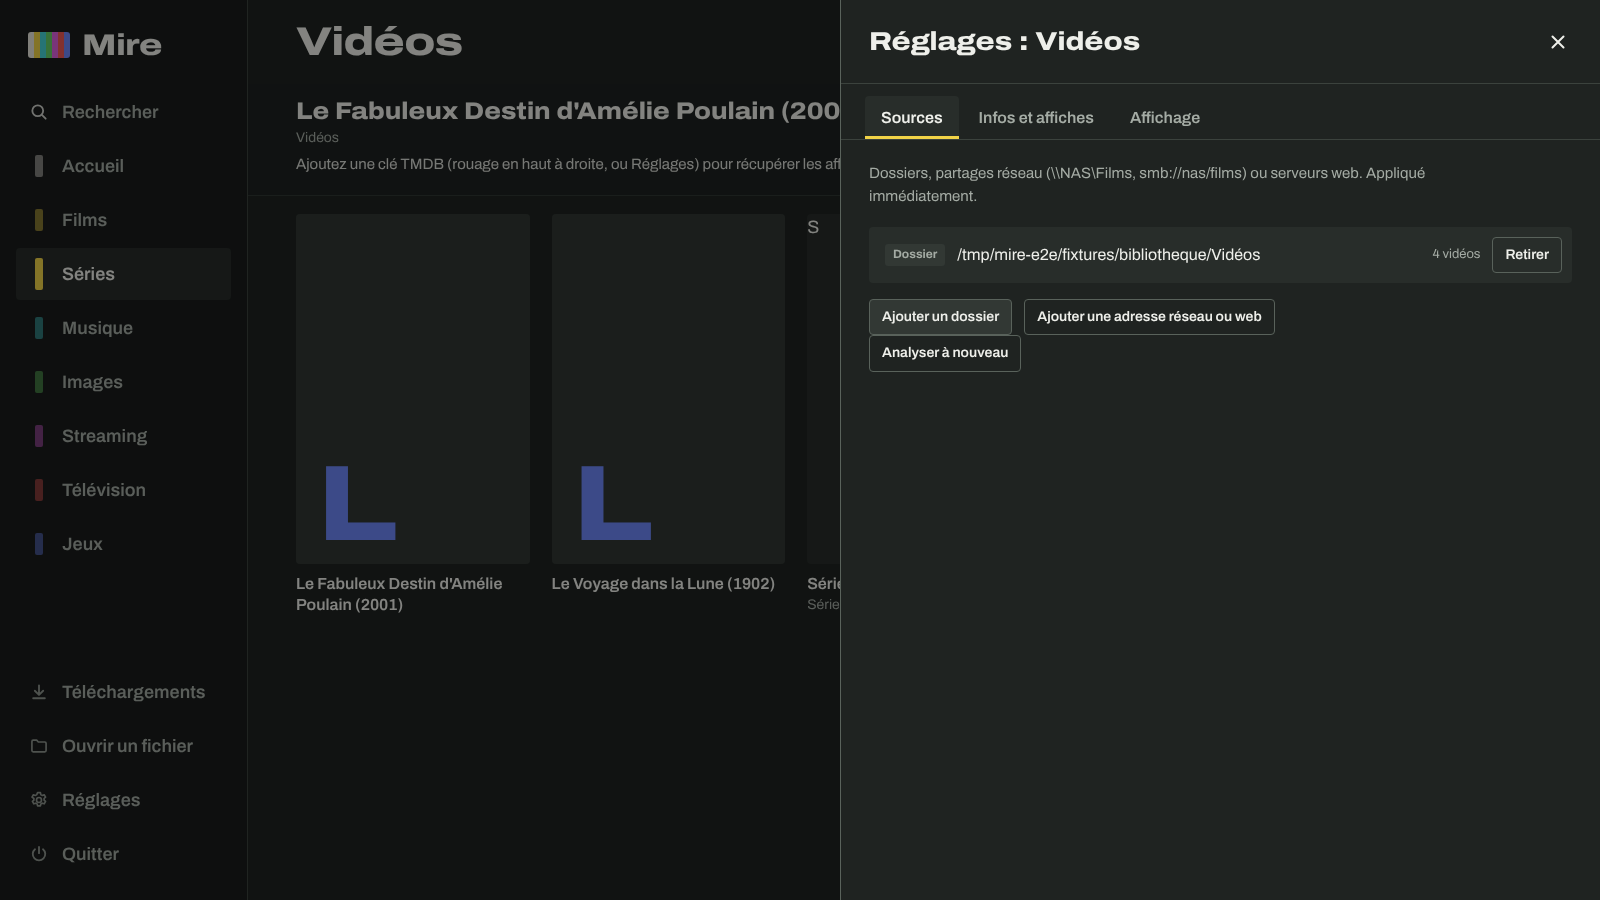 Mire
Rechercher
Accueil
Films
Séries
Musique
Images
Streaming
Télévision
Jeux
Téléchargements
Ouvrir un fichier
Réglages
Quitter
Vidéos
Le Fabuleux Destin d'Amélie Poulain (200
Vidéos
Ajoutez une clé TMDB (rouage en haut à droite, ou Réglages) pour récupérer les aff
L
L
S
Le Fabuleux Destin d'Amélie
Poulain (2001)
Le Voyage dans la Lune (1902)
Série
Série
Réglages : Vidéos
Sources
Infos et affiches
Affichage
Dossiers, partages réseau (\\NAS\Films, smb://nas/films) ou serveurs web. Appliqué
immédiatement.
Dossier
/tmp/mire-e2e/fixtures/bibliotheque/Vidéos
4 vidéos
Retirer
Ajouter un dossier
Ajouter une adresse réseau ou web
Analyser à nouveau